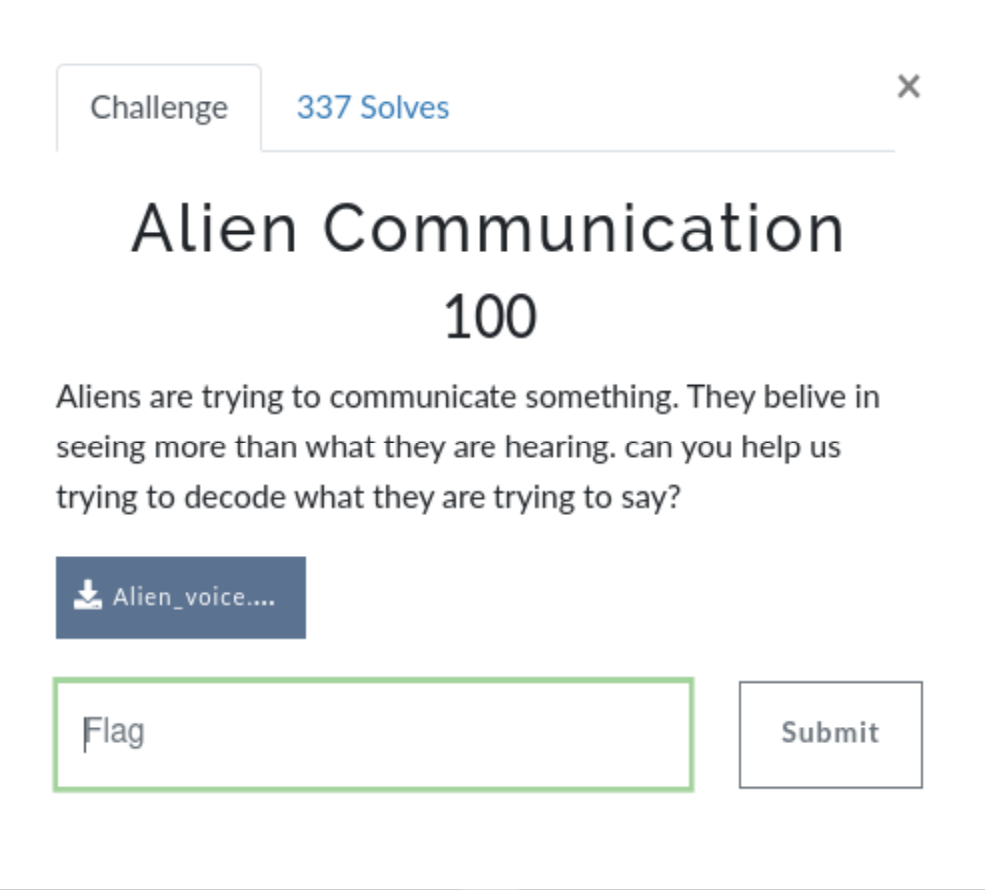 Challenge
337 Solves
×
Alien Communication
100
Aliens are trying to communicate something. They belive in
seeing more than what they are hearing. can you help us
trying to decode what they are trying to say?
Alien_voice....
Flag
Submit